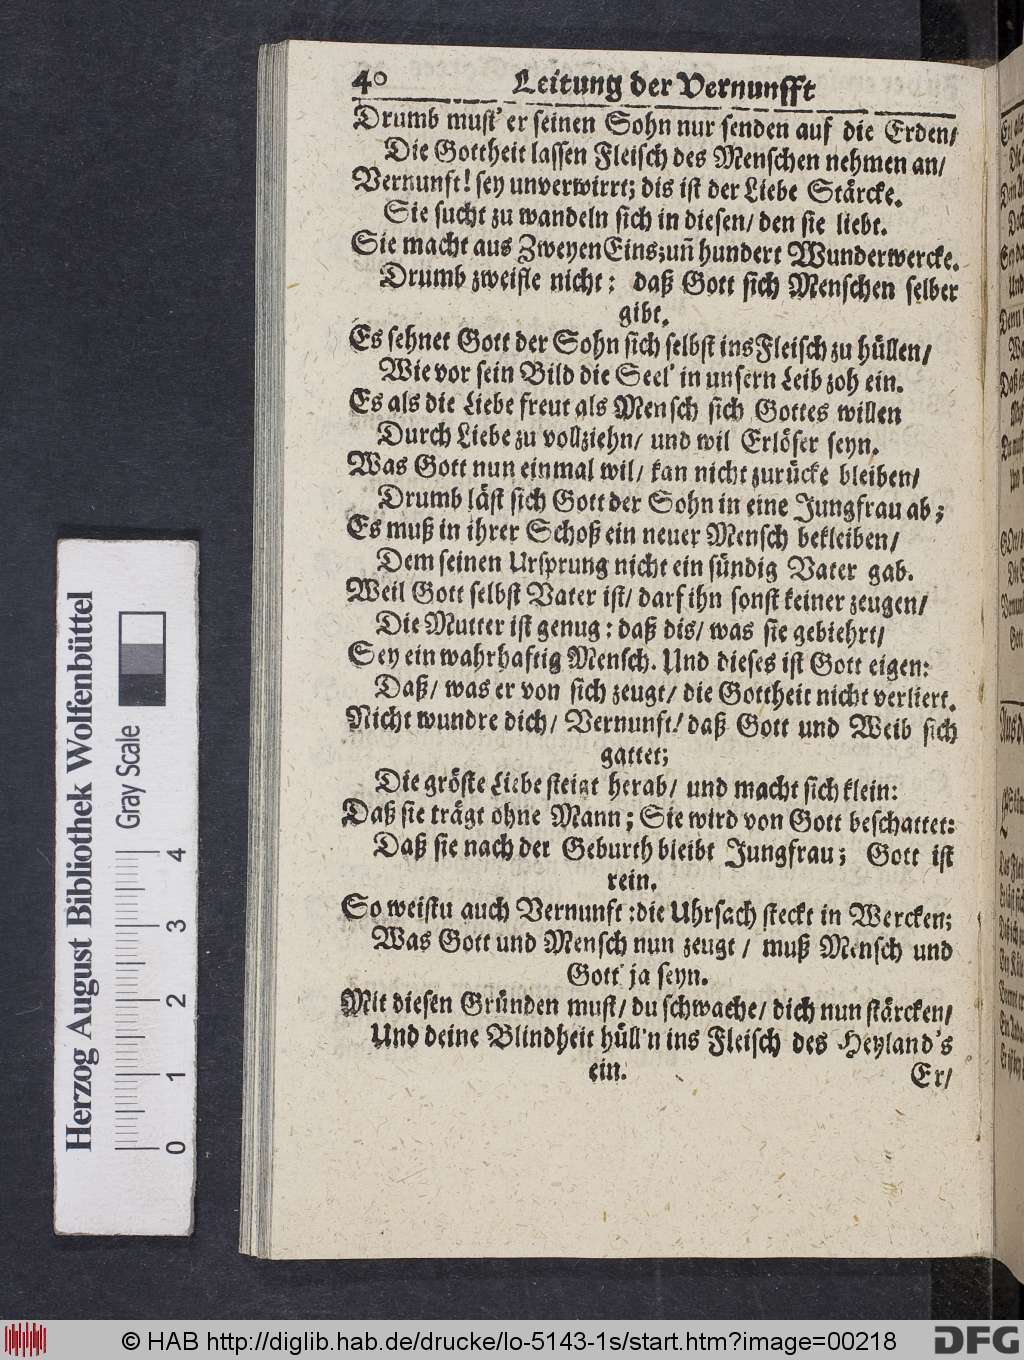 40 Leitung der Vernunfft
Drumb must' er seinen Sohn nur senden auf die Erden/
Die Gottheit lassen Fleisch des Menschen nehmen an/
Vernunft! sey unverwirrt; dis ist der Liebe Stärcke.
Sie sucht zu wandeln sich in diesen/ den sie liebt.
Sie macht aus Zweyen Eins: uñ hundert Wunderwercke.
Drumb zweifle nicht: daß Gott sich Menschen selber
gibt.
Es sehnet Gott der Sohn sich selbst ins Fleisch zu hüllen/
Wie vor sein Bild die Seel' in unsern Leib zoh ein.
Es als die Liebe freut als Mensch sich Gottes willen
Durch Liebe zu vollziehn/ und wil Erlöser seyn.
Was Gott nun einmal wil/ kan nicht zurücke bleiben/
Drumb läst sich Gott der Sohn in eine Jungfrau ab;
Es muß in ihrer Schoß ein neuer Mensch bekleiben/
Dem seinen Ursprung nicht ein sündig Vater gab.
Weil Gott selbst Vater ist/ darf ihn sonst keiner zeugen/
Die Mutter ist genug: daß dis/ was sie gebiehrt/
Sey ein wahrhaftig Mensch. Und dieses ist Gott eigen:
Daß/ was er von sich zeugt/ die Gottheit nicht verliert.
Nicht wundre dich/ Vernunft! daß Gott und Weib sich
gattet;
Die gröste Liebe steigt herab/ und macht sich klein:
Daß sie trägt ohne Mann; Sie wird von Gott beschattet:
Daß sie nach der Geburth bleibt Jungfrau; Gott ist
rein.
So weistu auch Vernunft: die Uhrsach steckt in Wercken;
Was Gott und Mensch nun zeugt/ muß Mensch und
Gott ja seyn.
Mit diesen Gründen must/ du schwache/ dich nun stärcken/
Und deine Blindheit hüll'n ins Fleisch des Heyland's
ein.
Er/
Herzog August Bibliothek Wolfenbüttel
Gray Scale
0 1 2 3 4
© HAB http://diglib.hab.de/drucke/lo-5143-1s/start.htm?image=00218
DFG